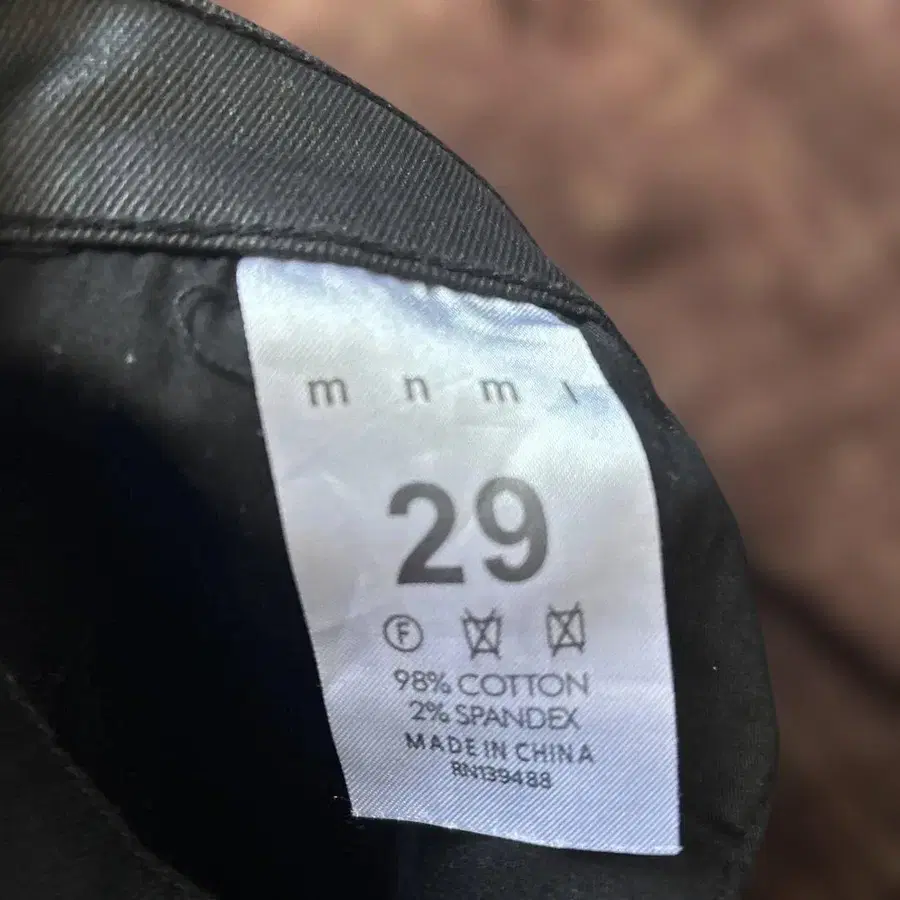 m n m l
29
F
98% COTTON
2% SPANDEX
MADE IN CHINA
RN139488